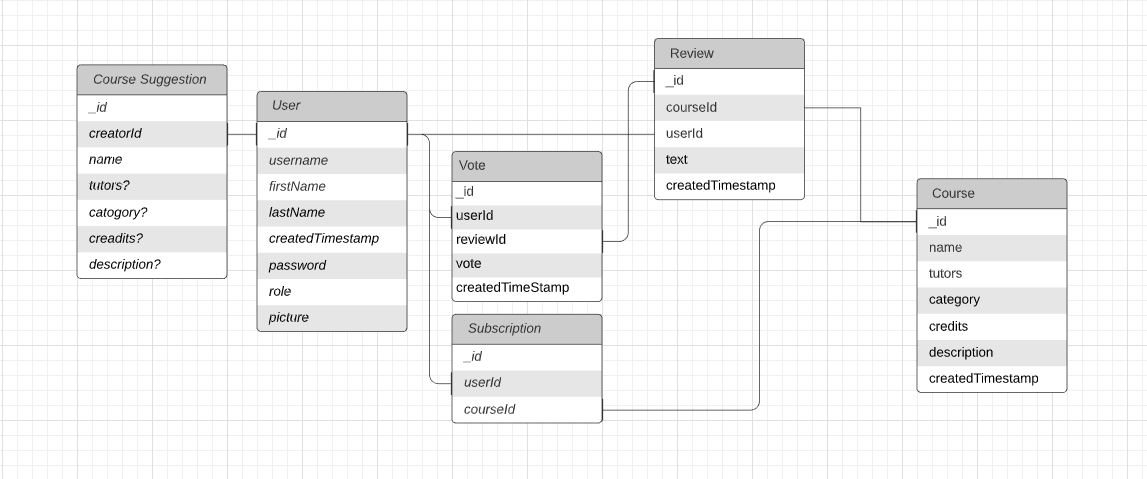 Course Suggestion
_id
creatorId
name
tutors?
catogory?
creadits?
description?
User
_id
username
firstName
lastName
createdTimestamp
password
role
picture
Vote
_id
userId
reviewId
vote
createdTimeStamp
Subscription
_id
userId
courseId
Review
_id
courseId
userId
text
createdTimestamp
Course
_id
name
tutors
category
credits
description
createdTimestamp